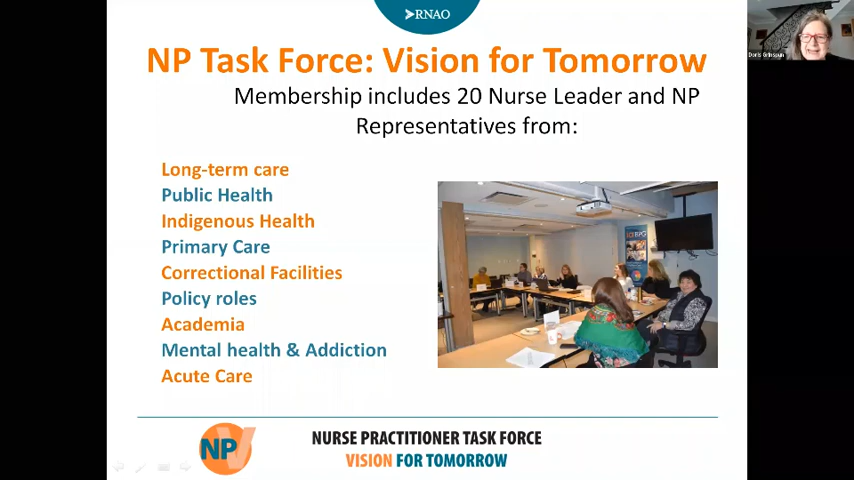 RNAO
NP Task Force: Vision for Tomorrow
Membership includes 20 Nurse Leader and NP
Representatives from:
Long-term care
Public Health
Indigenous Health
Primary Care
Correctional Facilities
Policy roles
Academia
Mental health & Addiction
Acute Care
NP
NURSE PRACTITIONER TASK FORCE
VISION FOR TOMORROW
Doris Grinspun